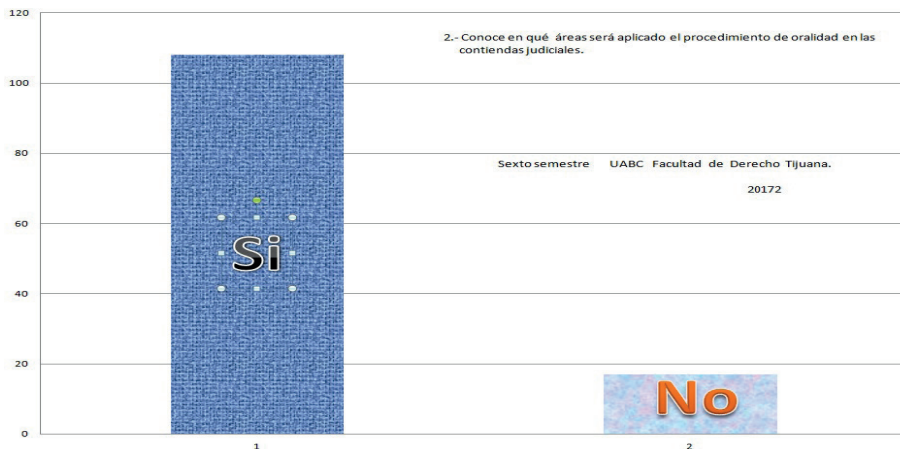 120
2.- Conoce en qué áreas será aplicado el procedimiento de oralidad en las
contiendas judiciales.
100
80
Sexto semestre UABC Facultad de Derecho Tijuana.
20172
60
Si
40
20
No
0
1
2